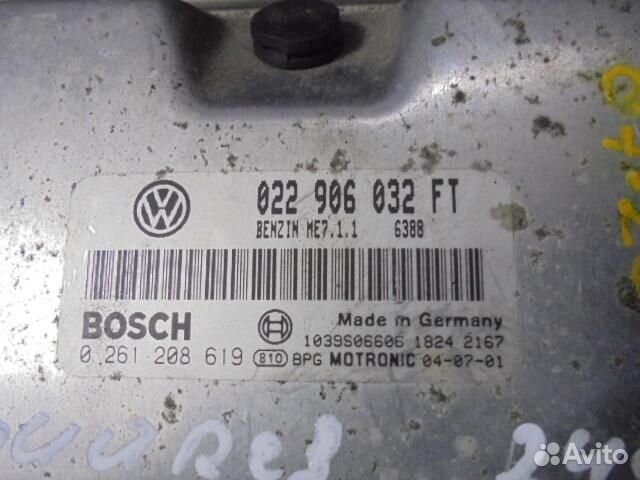 022 906 032 FT
BENZIN ME7.1.1 6388
BOSCH
Made in Germany
1039S06606 1824 2167
0 261 208 619 810 BPG MOTRONIC 04-07-01
Avito